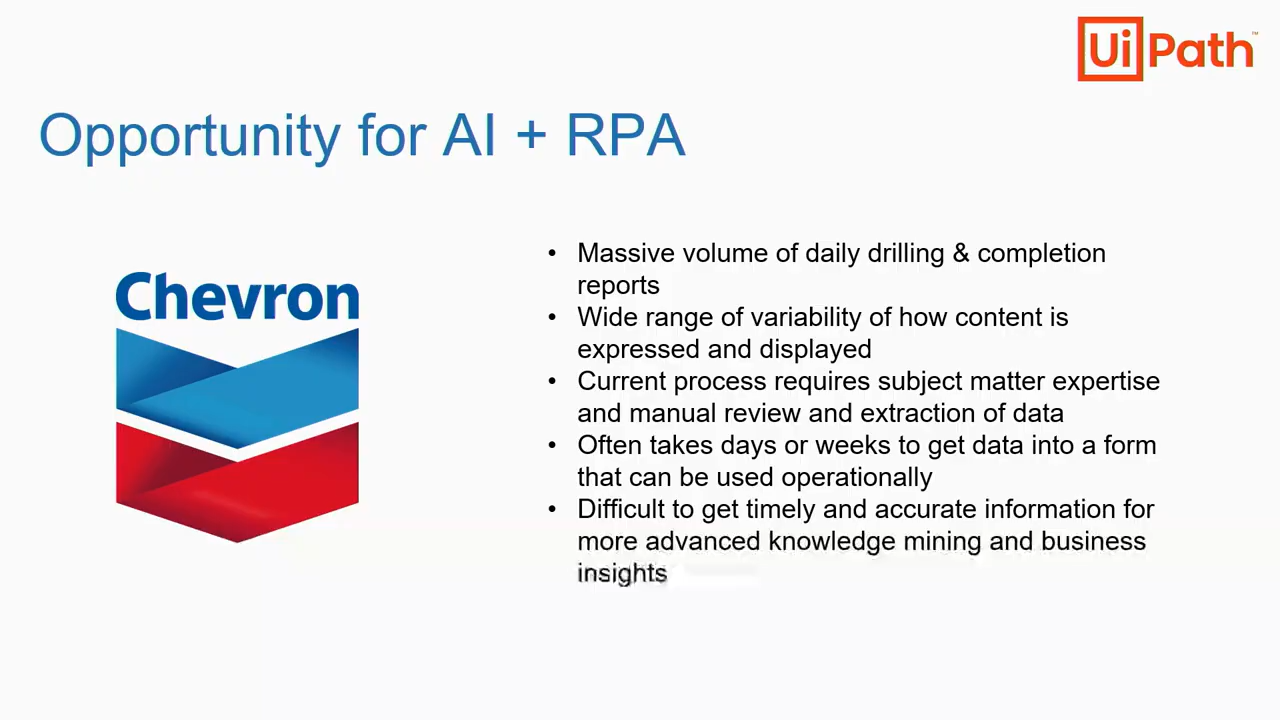 UiPath™
Opportunity for AI + RPA
Chevron
• Massive volume of daily drilling & completion
reports
• Wide range of variability of how content is
expressed and displayed
• Current process requires subject matter expertise
and manual review and extraction of data
• Often takes days or weeks to get data into a form
that can be used operationally
• Difficult to get timely and accurate information for
more advanced knowledge mining and business
insights